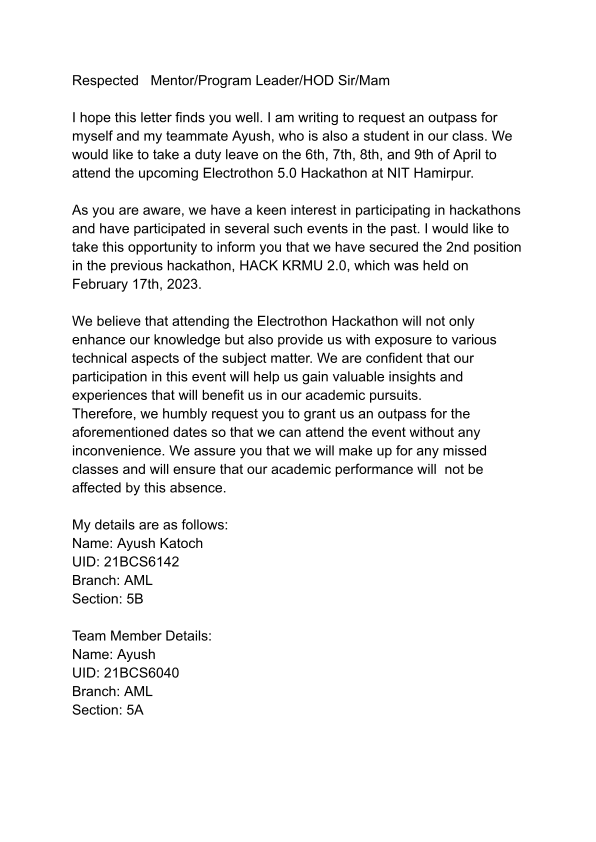 Respected   Mentor/Program Leader/HOD Sir/Mam
I hope this letter finds you well. I am writing to request an outpass for
myself and my teammate Ayush, who is also a student in our class. We
would like to take a duty leave on the 6th, 7th, 8th, and 9th of April to
attend the upcoming Electrothon 5.0 Hackathon at NIT Hamirpur.
As you are aware, we have a keen interest in participating in hackathons
and have participated in several such events in the past. I would like to
take this opportunity to inform you that we have secured the 2nd position
in the previous hackathon, HACK KRMU 2.0, which was held on
February 17th, 2023.
We believe that attending the Electrothon Hackathon will not only
enhance our knowledge but also provide us with exposure to various
technical aspects of the subject matter. We are confident that our
participation in this event will help us gain valuable insights and
experiences that will benefit us in our academic pursuits.
Therefore, we humbly request you to grant us an outpass for the
aforementioned dates so that we can attend the event without any
inconvenience. We assure you that we will make up for any missed
classes and will ensure that our academic performance will  not be
affected by this absence.
My details are as follows:
Name: Ayush Katoch
UID: 21BCS6142
Branch: AML
Section: 5B
Team Member Details:
Name: Ayush
UID: 21BCS6040
Branch: AML
Section: 5A